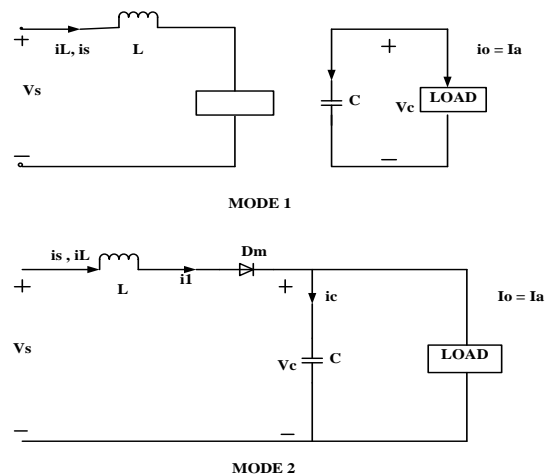 iL, is
L
+
Vs
−
+
C
Vc
LOAD
−
io = Ia
MODE 1
is , iL
L
i1
Dm
+
Vs
−
+
ic
Vc
C
−
LOAD
Io = Ia
MODE 2